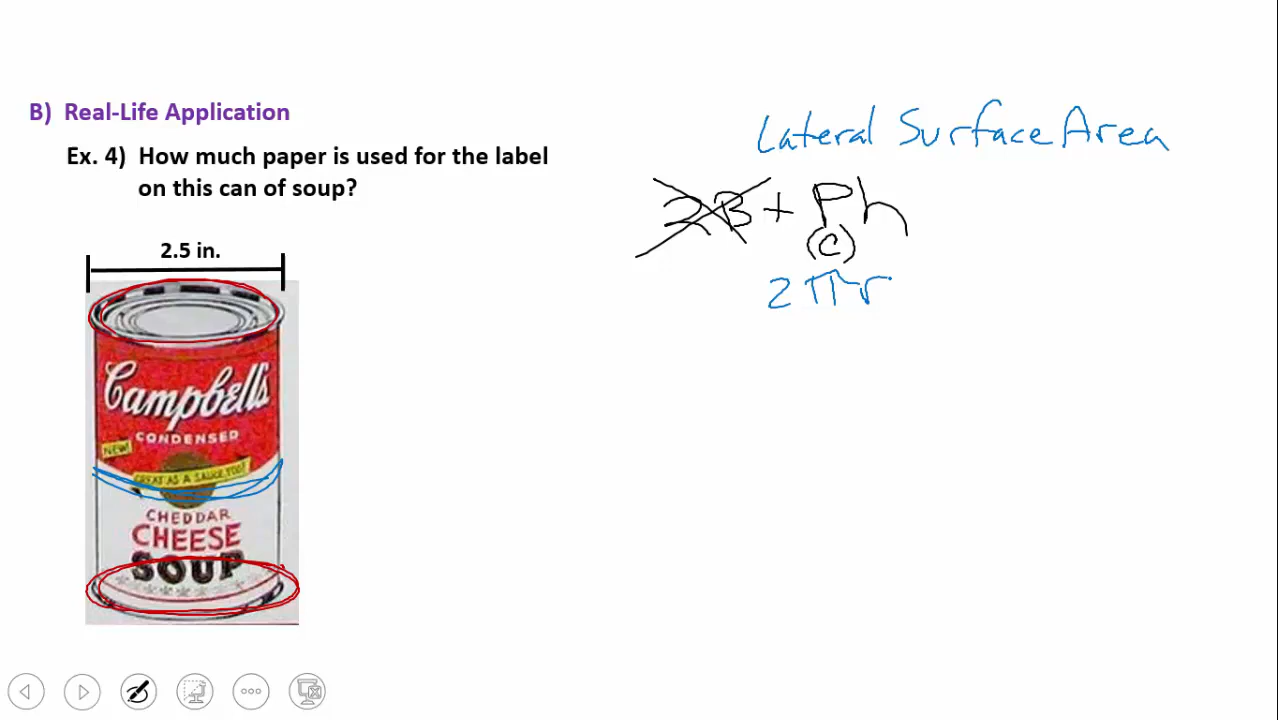 B) Real-Life Application
Lateral Surface Area
Ex. 4) How much paper is used for the label
on this can of soup?
2B + Ph
(C)
2πr
2.5 in.
Campbell's
CONDENSED
NEW!
GREAT AS A SAUCE, TOO!
CHEDDAR
CHEESE
SOUP